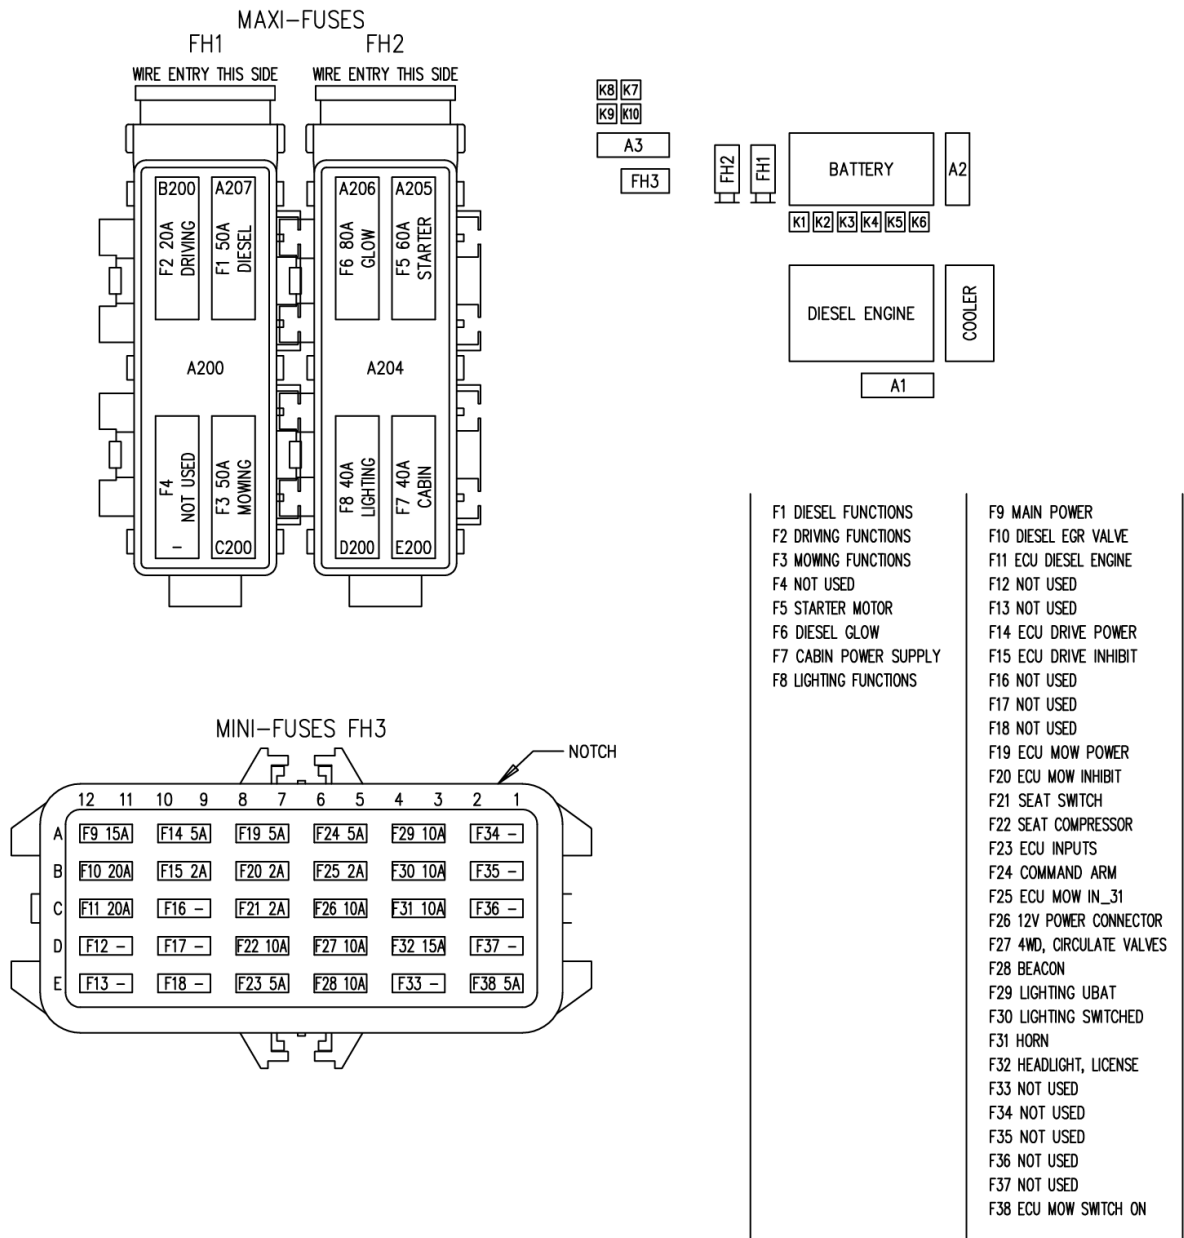 MAXI-FUSES
FH1 FH2
WIRE ENTRY THIS SIDE WIRE ENTRY THIS SIDE
B200 A207
F2 20A
DRIVING
F1 50A
DIESEL
A200
F4
NOT USED
-
F3 50A
MOWING
C200
A206 A205
F6 80A
GLOW
F5 60A
STARTER
A204
F8 40A
LIGHTING
D200
F7 40A
CABIN
E200
K8 K7
K9 K10
A3
FH3
FH2
FH1
BATTERY
A2
K1 K2 K3 K4 K5 K6
DIESEL ENGINE
COOLER
A1
F1 DIESEL FUNCTIONS
F2 DRIVING FUNCTIONS
F3 MOWING FUNCTIONS
F4 NOT USED
F5 STARTER MOTOR
F6 DIESEL GLOW
F7 CABIN POWER SUPPLY
F8 LIGHTING FUNCTIONS
F9 MAIN POWER
F10 DIESEL EGR VALVE
F11 ECU DIESEL ENGINE
F12 NOT USED
F13 NOT USED
F14 ECU DRIVE POWER
F15 ECU DRIVE INHIBIT
F16 NOT USED
F17 NOT USED
F18 NOT USED
F19 ECU MOW POWER
F20 ECU MOW INHIBIT
F21 SEAT SWITCH
F22 SEAT COMPRESSOR
F23 ECU INPUTS
F24 COMMAND ARM
F25 ECU MOW IN_31
F26 12V POWER CONNECTOR
F27 4WD, CIRCULATE VALVES
F28 BEACON
F29 LIGHTING UBAT
F30 LIGHTING SWITCHED
F31 HORN
F32 HEADLIGHT, LICENSE
F33 NOT USED
F34 NOT USED
F35 NOT USED
F36 NOT USED
F37 NOT USED
F38 ECU MOW SWITCH ON
MINI-FUSES FH3
NOTCH
12 11 10 9 8 7 6 5 4 3 2 1
A F9 15A F14 5A F19 5A F24 5A F29 10A F34 -
B F10 20A F15 2A F20 2A F25 2A F30 10A F35 -
C F11 20A F16 - F21 2A F26 10A F31 10A F36 -
D F12 - F17 - F22 10A F27 10A F32 15A F37 -
E F13 - F18 - F23 5A F28 10A F33 - F38 5A